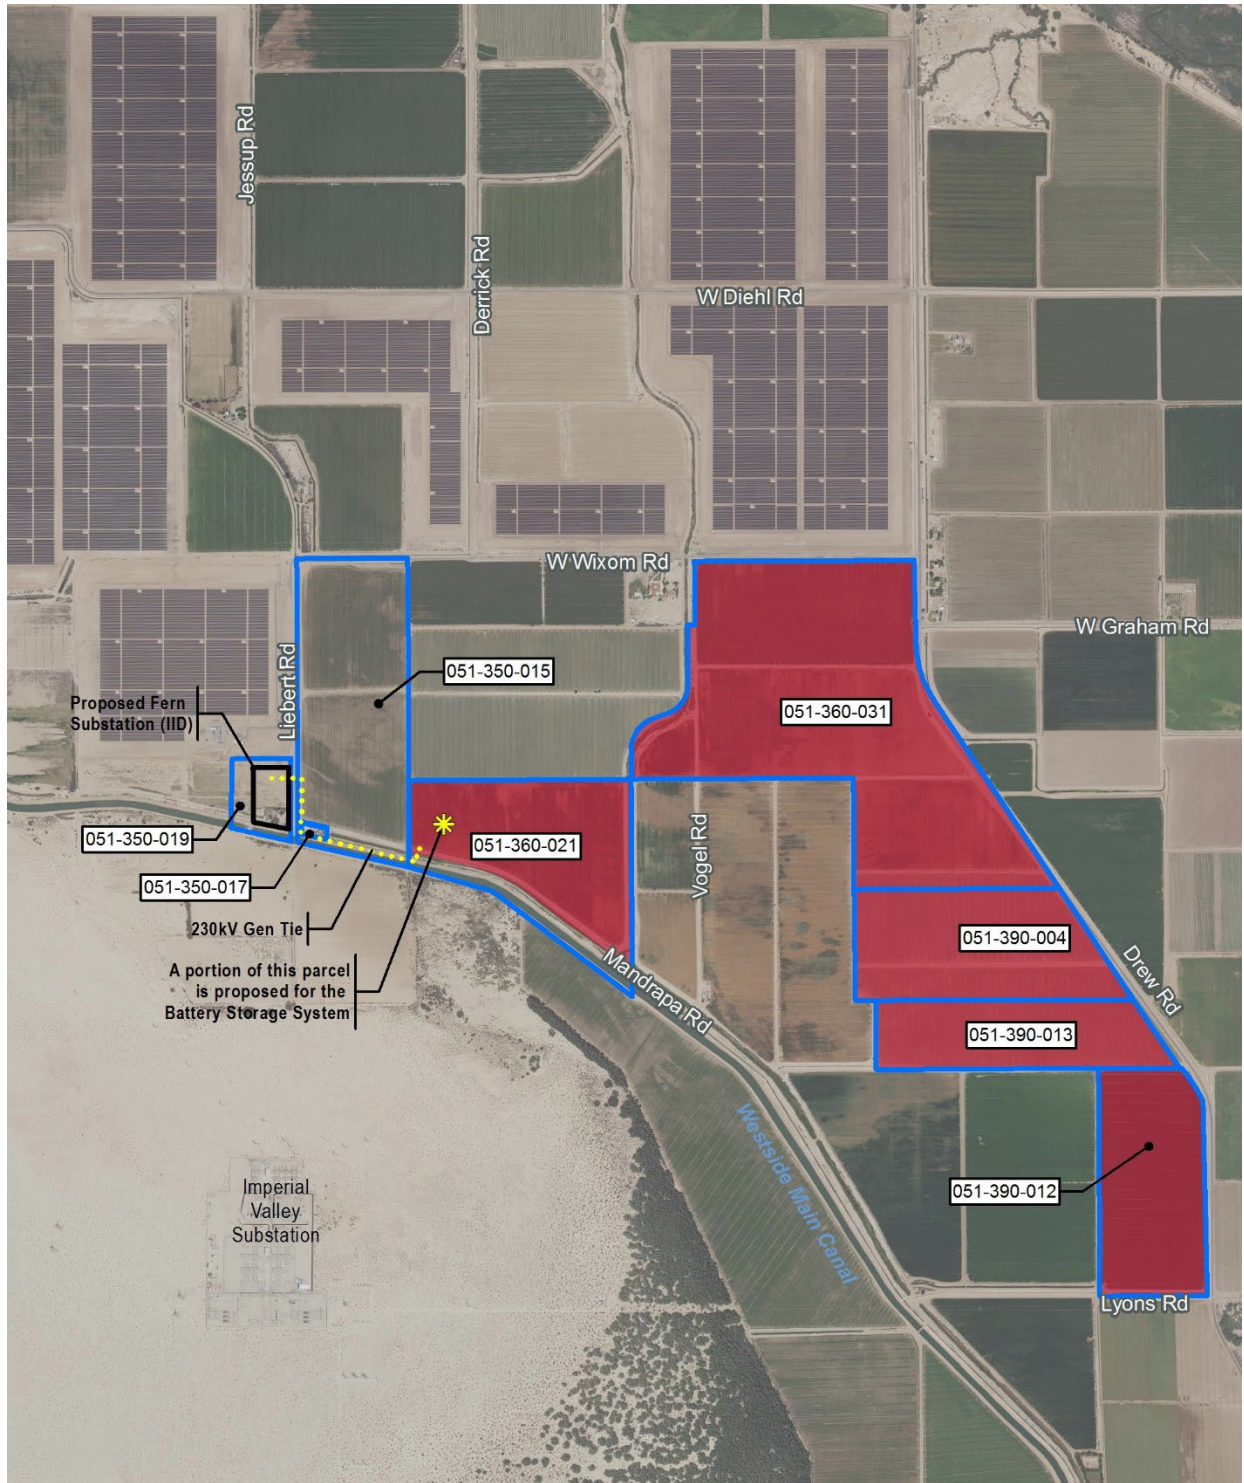 Jessup Rd
Derrick Rd
W Diehl Rd
W Wixom Rd
W Graham Rd
Liebert Rd
051-350-015
Proposed Fern
Substation (IID)
051-360-031
051-350-019
051-360-021
Vogel Rd
051-350-017
230kV Gen Tie
051-390-004
A portion of this parcel
is proposed for the
Battery Storage System
Mandrapa Rd
Drew Rd
051-390-013
Westside Main Canal
Imperial
Valley
Substation
051-390-012
Lyons Rd